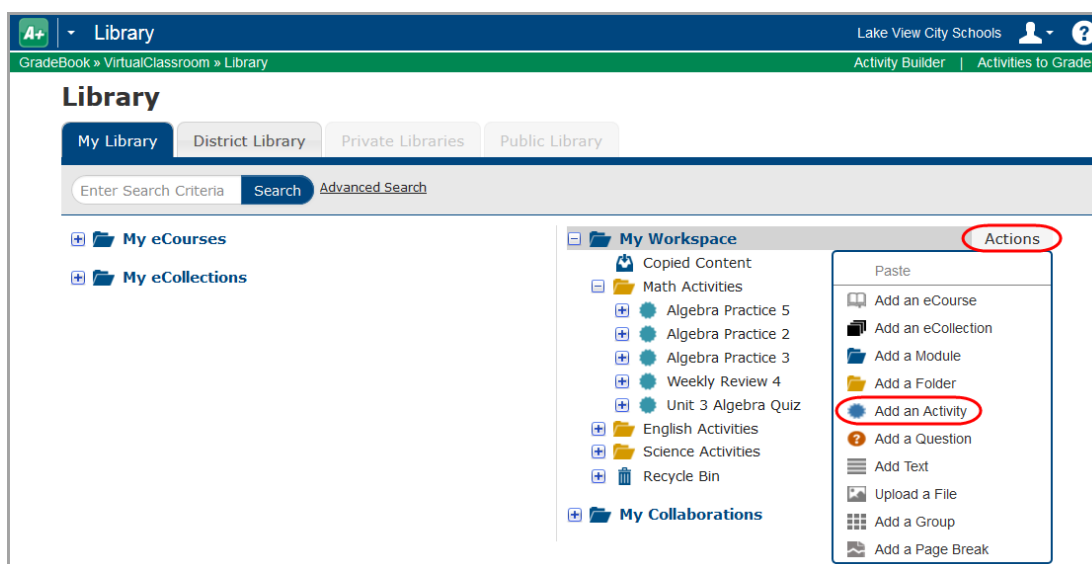 A+ Library Lake View City Schools ?
GradeBook » VirtualClassroom » Library Activity Builder | Activities to Grade
Library
My Library District Library Private Libraries Public Library
Enter Search Criteria Search Advanced Search
My eCourses
My eCollections
My Workspace Actions
Copied Content
Math Activities
Algebra Practice 5
Algebra Practice 2
Algebra Practice 3
Weekly Review 4
Unit 3 Algebra Quiz
English Activities
Science Activities
Recycle Bin
My Collaborations
Paste
Add an eCourse
Add an eCollection
Add a Module
Add a Folder
Add an Activity
? Add a Question
Add Text
Upload a File
Add a Group
Add a Page Break